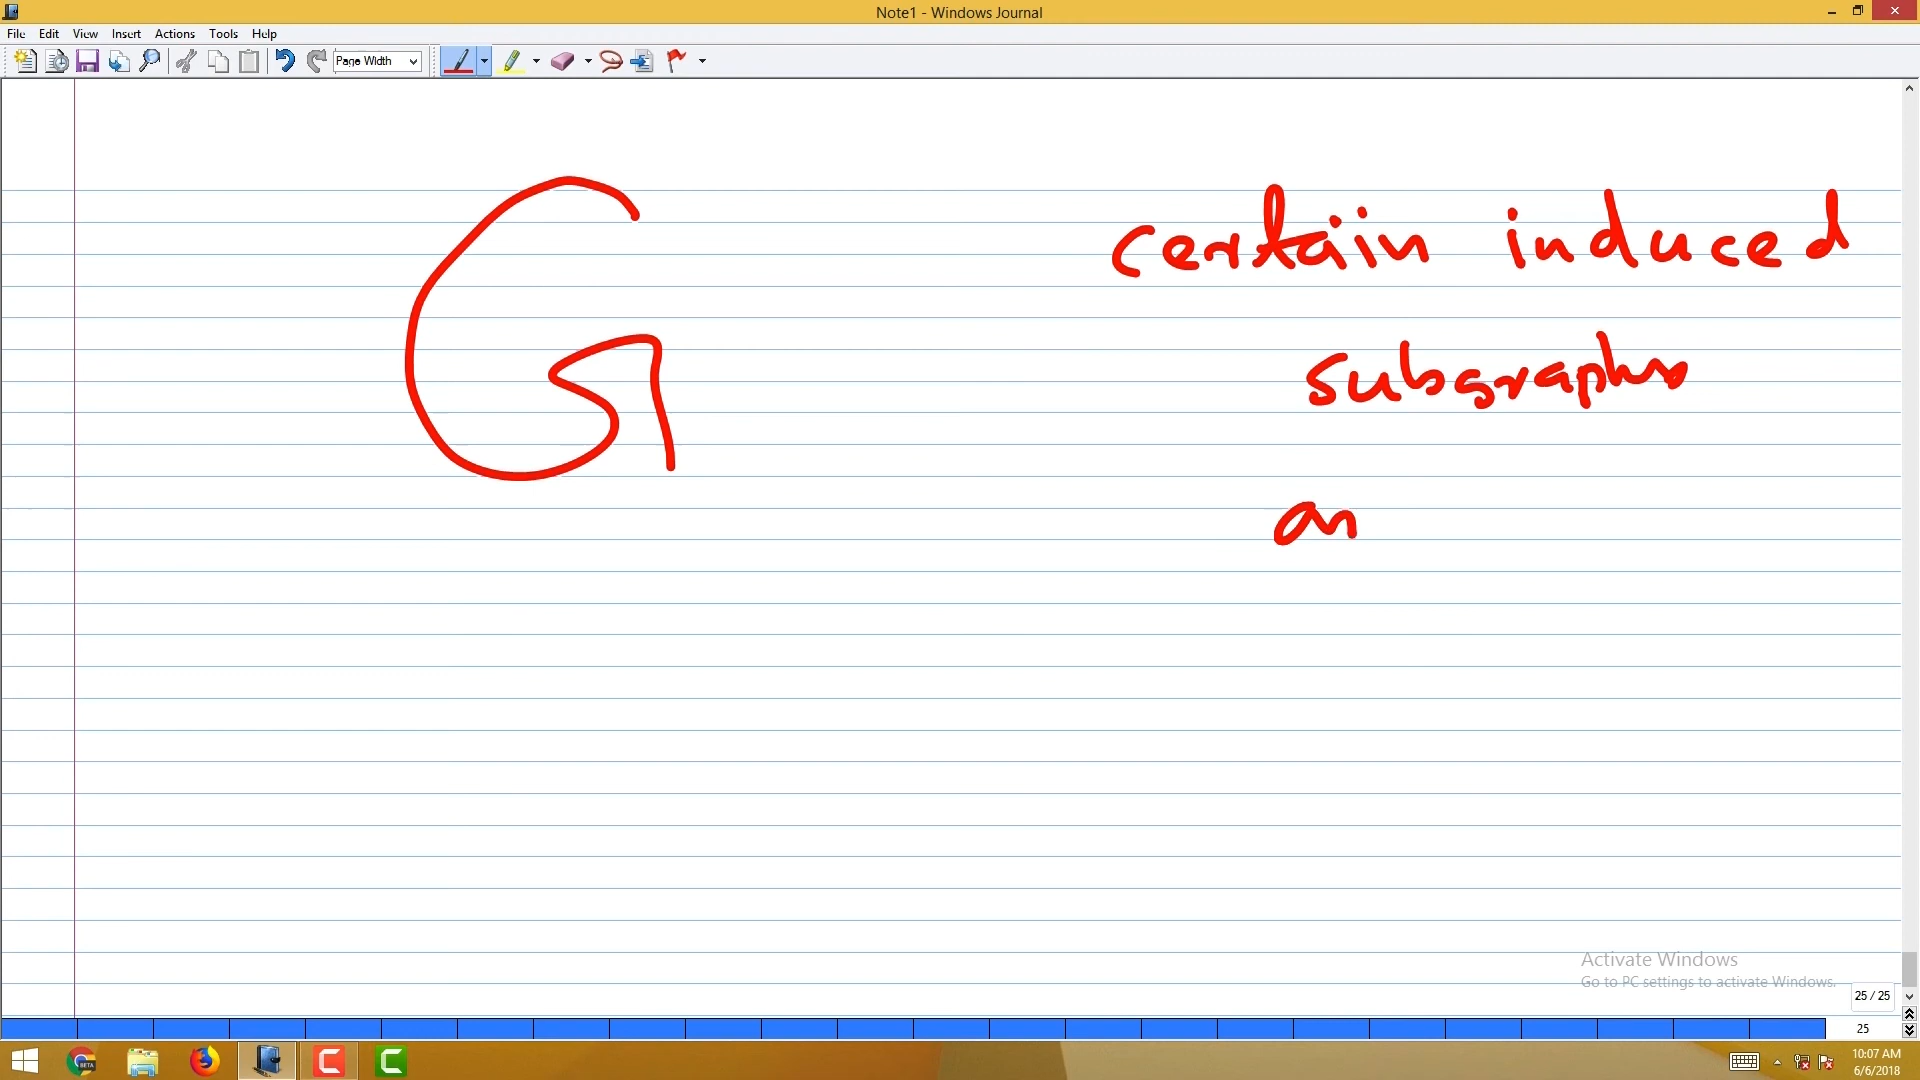 Note1 - Windows Journal
File Edit View Insert Actions Tools Help
Page Width
G
certain induced
subgraphs
an
Activate Windows
Go to PC settings to activate Windows.
25 / 25
25
BETA
10:07 AM
6/6/2018